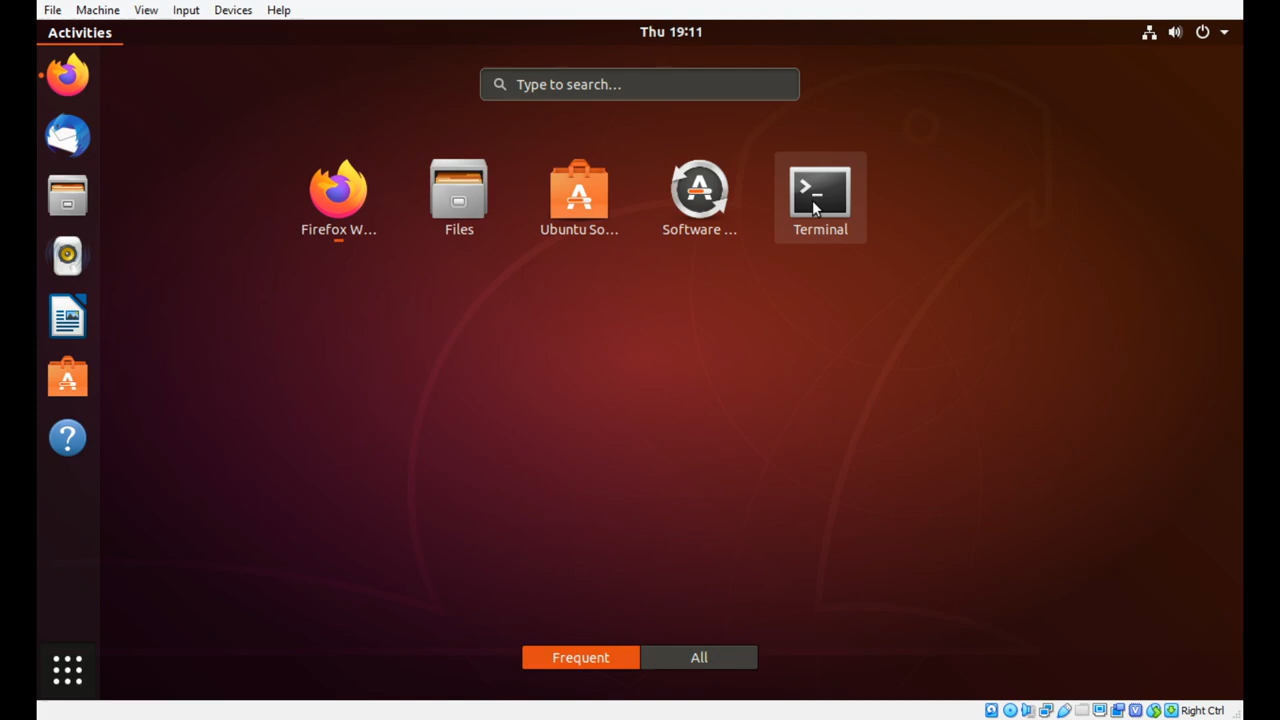 File Machine View Input Devices Help
Activities
Thu 19:11
Type to search...
Firefox W...
Files
Ubuntu So...
Software ...
Terminal
Frequent
All
Right Ctrl